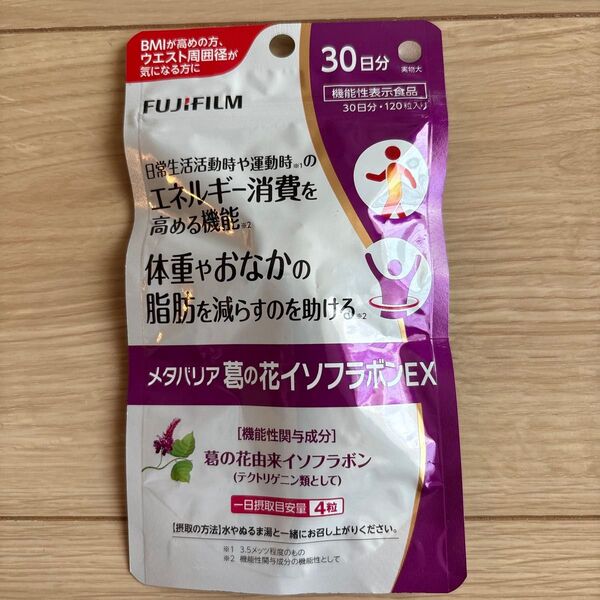 BMIが高めの方、
ウエスト周囲径が
気になる方に
30日分
実物大
FUJIFILM
機能性表示食品
30日分・120粒入り
日常生活活動時や運動時※1の
エネルギー消費を
高める機能※2
体重やおなかの
脂肪を減らすのを助ける※2
メタバリア 葛の花イソフラボンEX
[機能性関与成分]
葛の花由来イソフラボン
(テクトリゲニン類として)
一日摂取目安量 4粒
【摂取の方法】水やぬるま湯と一緒にお召し上がりください。
※1 3.5メッツ程度のもの
※2 機能性関与成分の機能性として